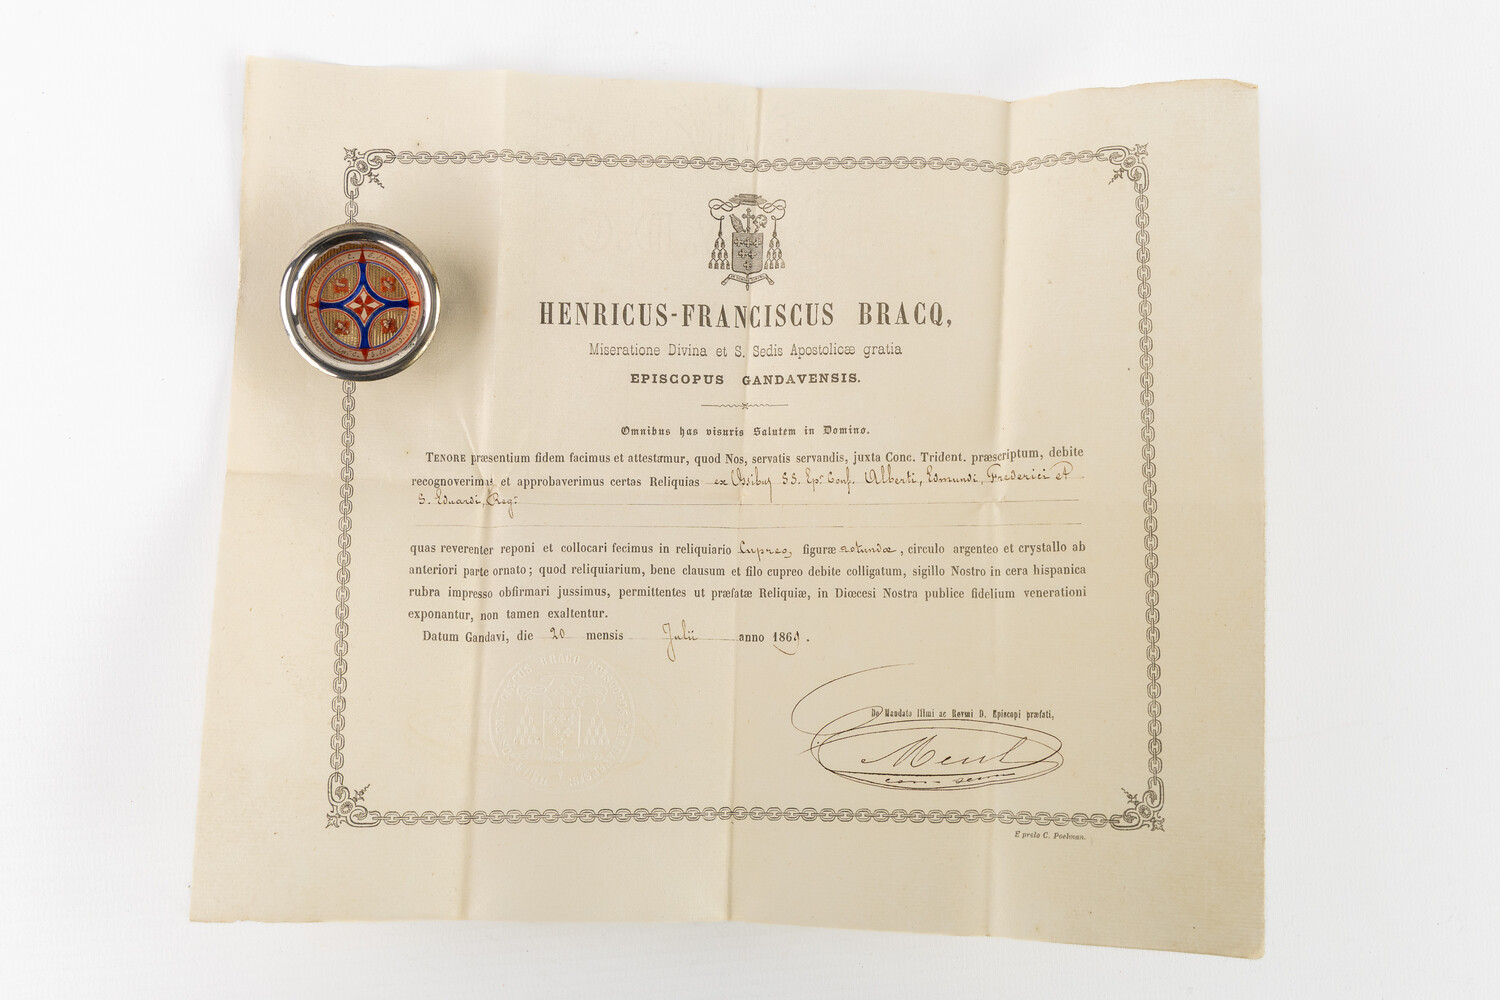 HENRICUS-FRANCISCUS BRACQ,
Miseratione Divina et S. Sedis Apostolicæ gratia
EPISCOPUS GANDAVENSIS.
Omnibus has visuris Salutem in Domino.
TENORE præsentium fidem facimus et attestamur, quod Nos, servatis servandis, juxta Conc. Trident. præscriptum, debite
recognoverimus et approbaverimus certas Reliquias ex Ossibus SS. Ep. Conf. Alberti, Edmundi, Frederici et
S. Eduardi, Reg.
quas reverenter reponi et collocari fecimus in reliquiario Cupreo, figuræ rotundæ, circulo argenteo et crystallo ab
anteriori parte ornato; quod reliquiarium, bene clausum et filo cupreo debite colligatum, sigillo Nostro in cera hispanica
rubra impresso obfirmari jussimus, permittentes ut præfatæ Reliquiæ, in Diœcesi Nostra publice fidelium venerationi
exponantur, non tamen exaltentur.
Datum Gandavi, die 20 mensis Julii anno 1869.
De Mandato Illmi ac Revmi D. Episcopi præfati,
E prelo C. Poelman.